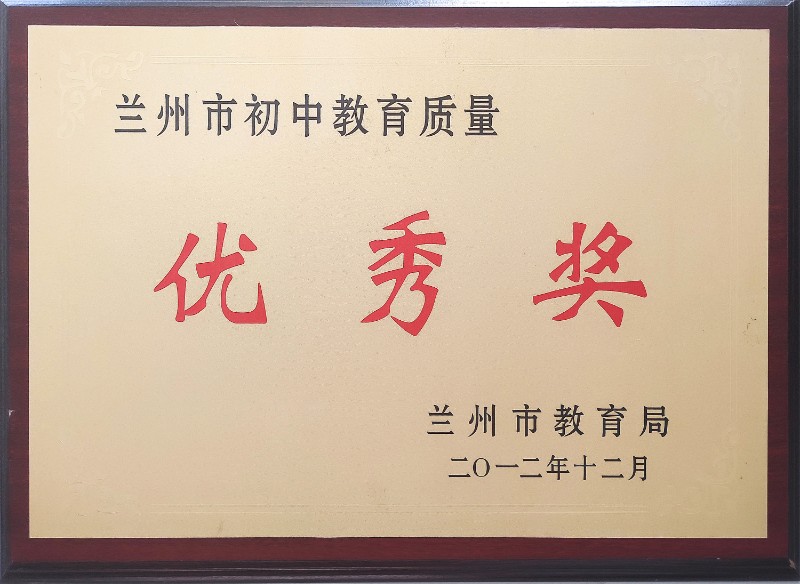 兰州市初中教育质量
优秀奖
兰州市教育局
二〇一二年十二月